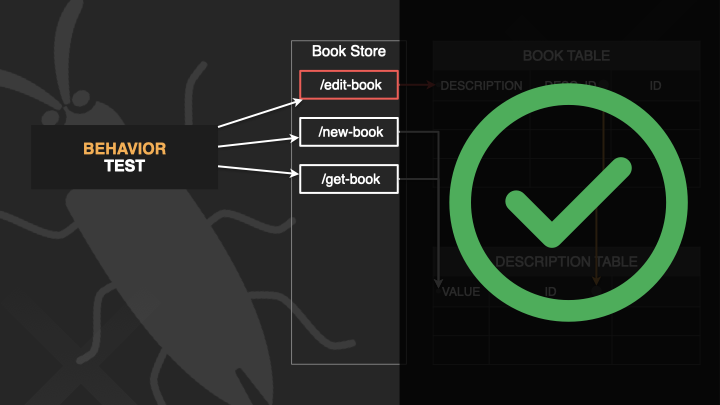 Book Store
/edit-book
/new-book
/get-book
BEHAVIOR
TEST
BOOK TABLE
DESCRIPTION
DESC_ID
ID
DESCRIPTION TABLE
VALUE
ID